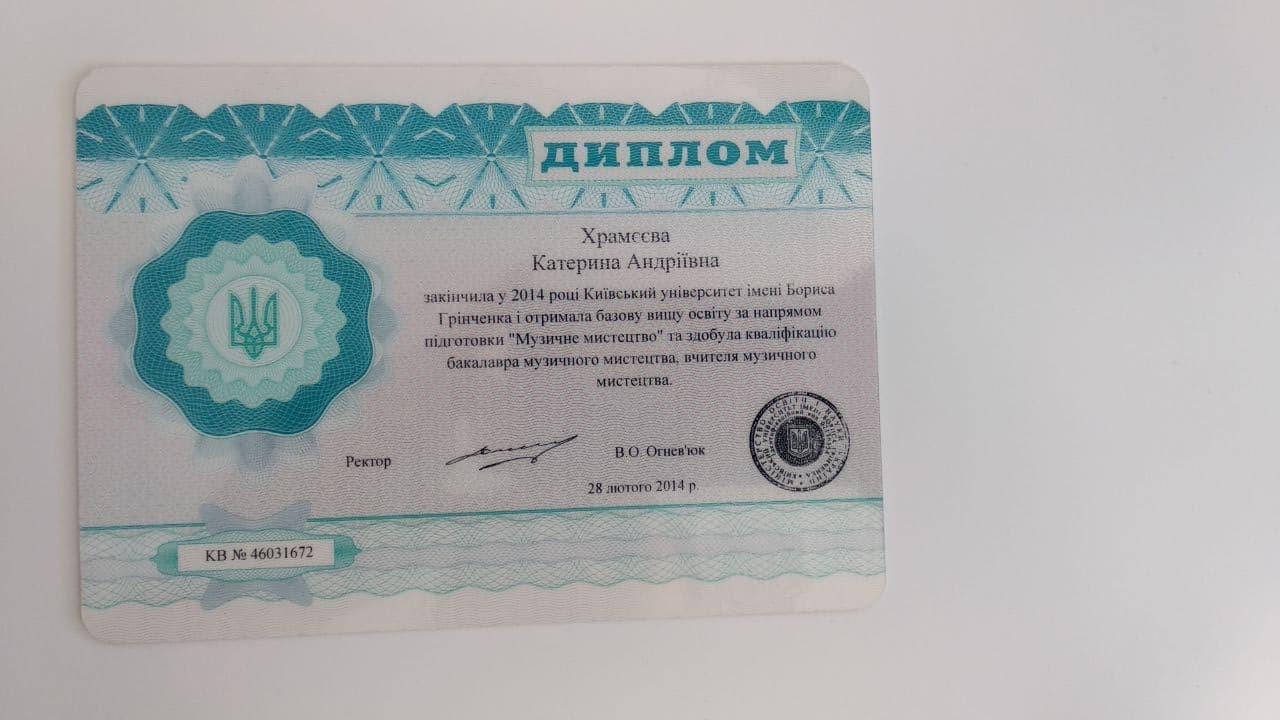 ДИПЛОМ
Храмєєва
Катерина Андріївна
закінчила у 2014 році Київський університет імені Бориса
Грінченка і отримала базову вищу освіту за напрямом
підготовки "Музичне мистецтво" та здобула кваліфікацію
бакалавра музичного мистецтва, вчителя музичного
мистецтва.
Ректор
В.О. Огнев'юк
28 лютого 2014 р.
КВ № 46031672